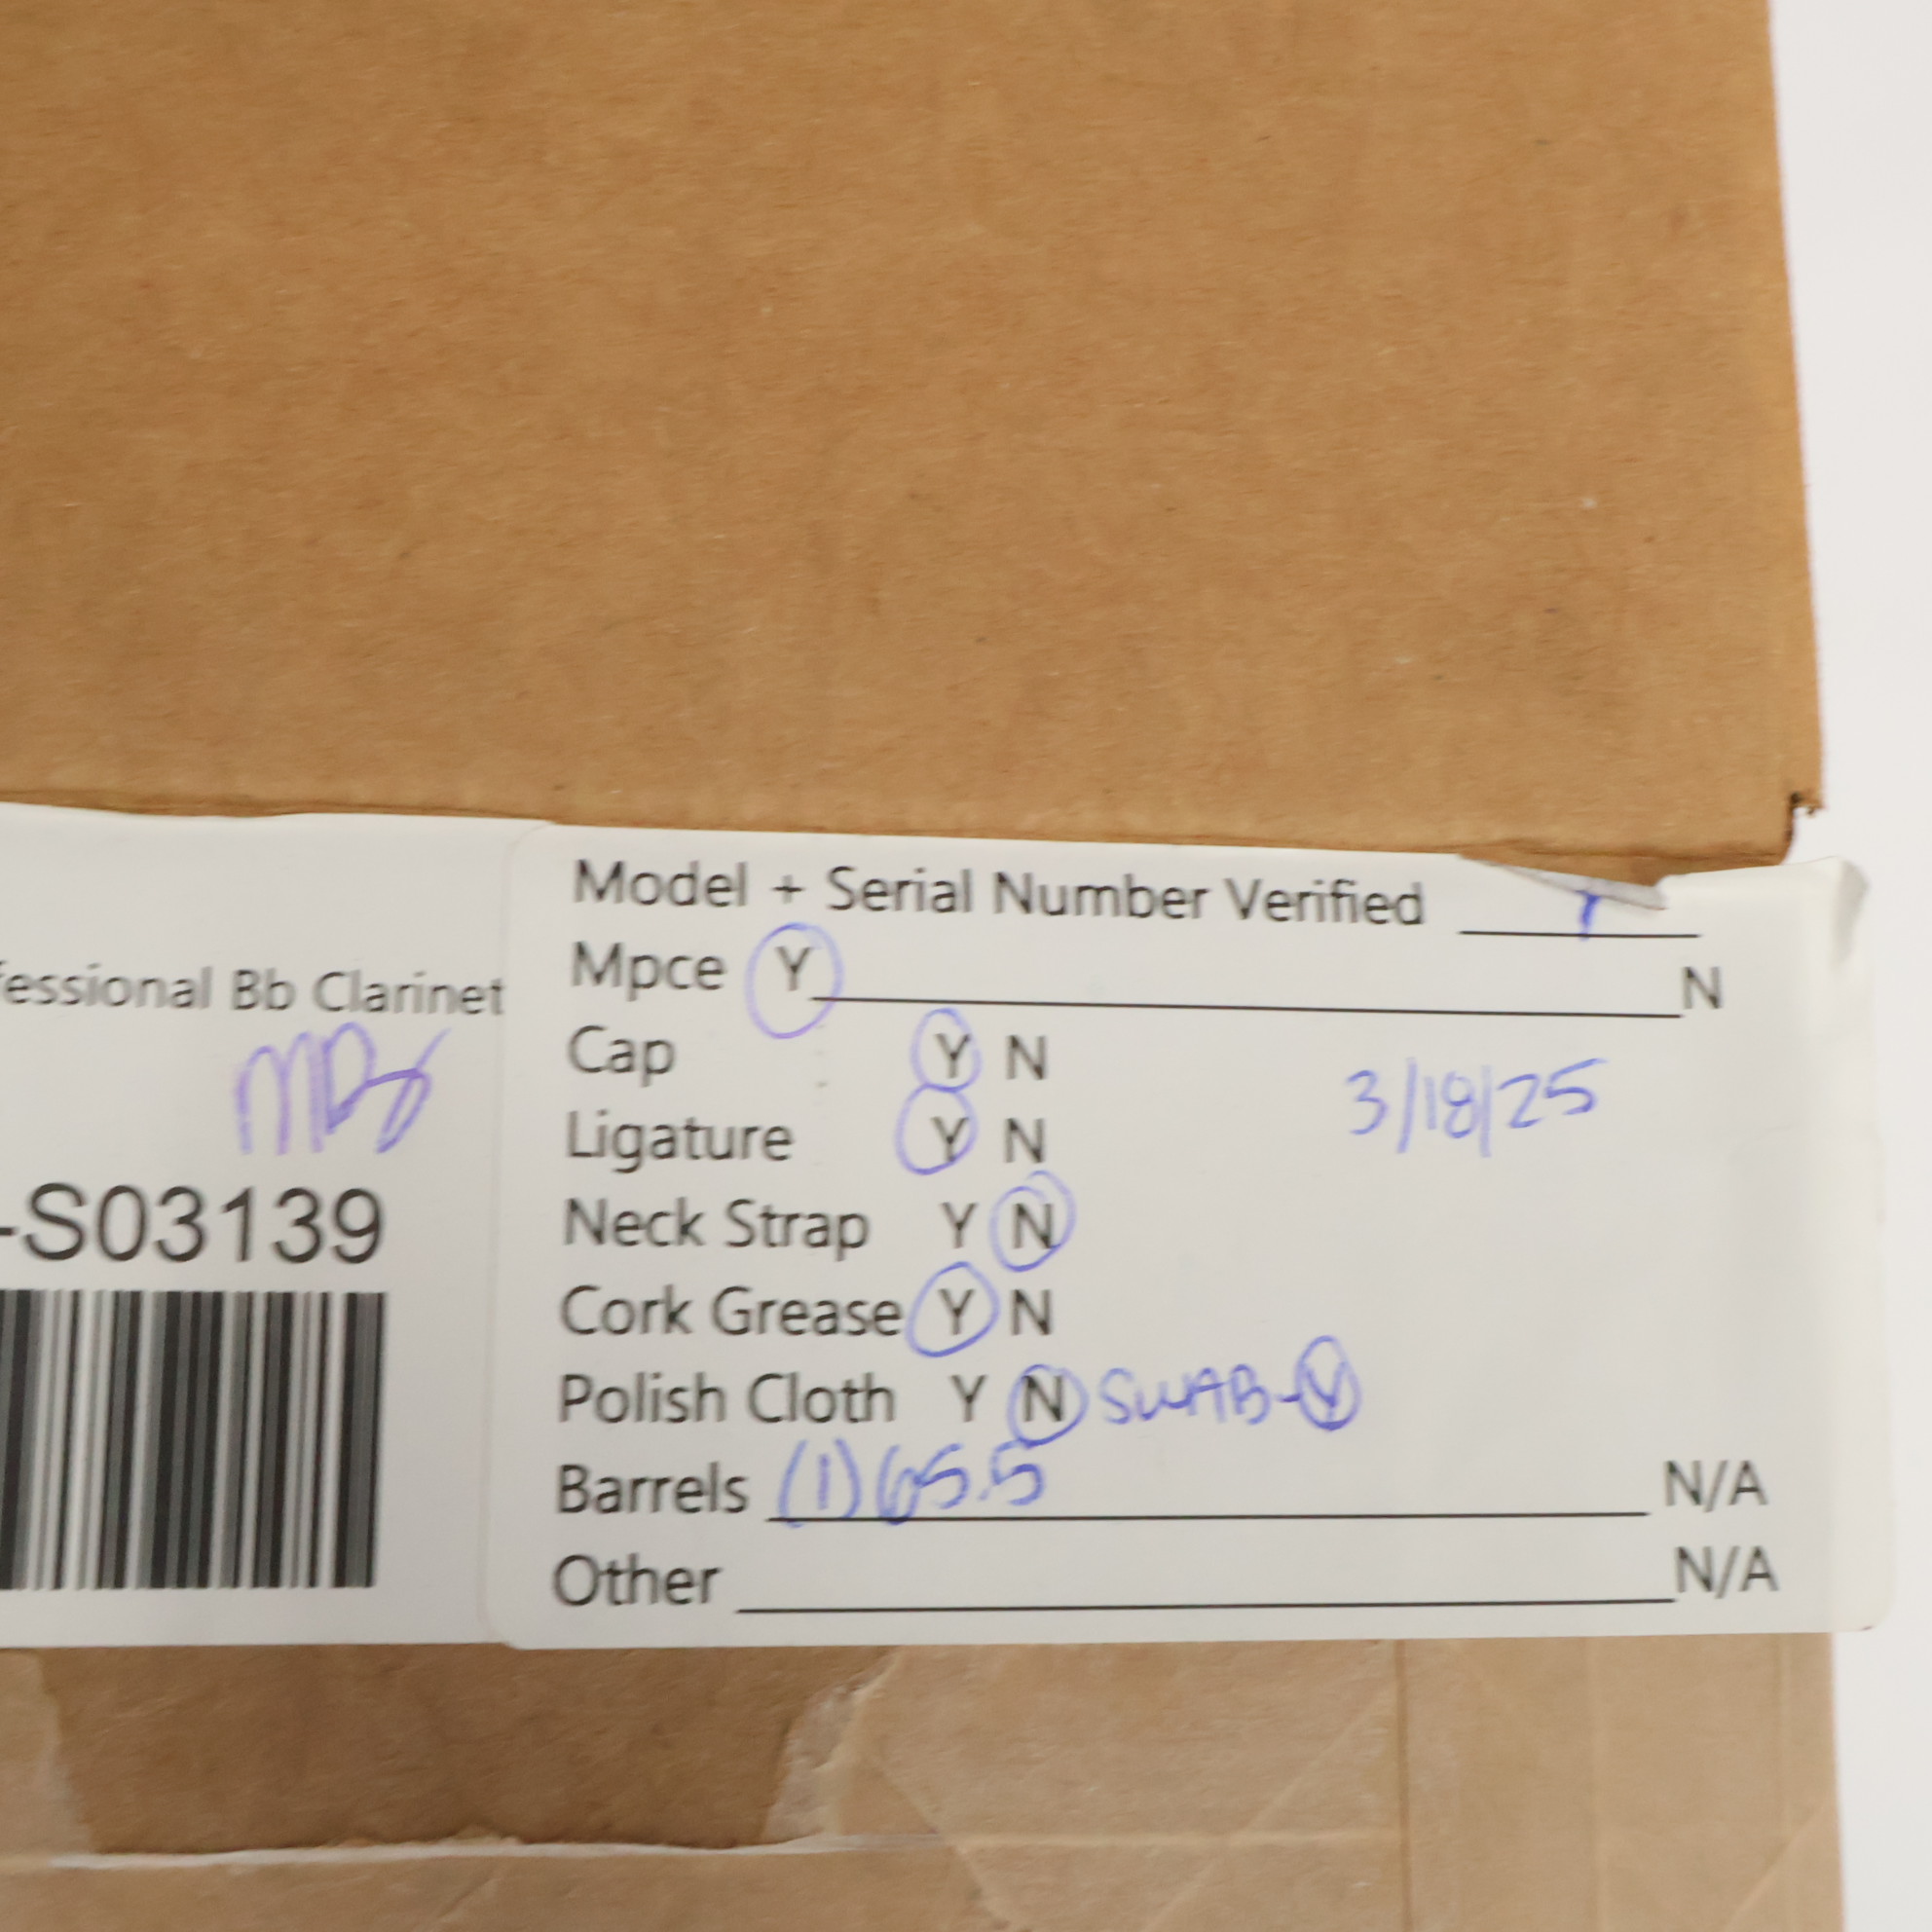 fessional Bb Clarinet
-S03139
Model + Serial Number Verified
Mpce Y N
Cap Y N
3/18/25
Ligature Y N
Neck Strap Y N
Cork Grease Y N
Polish Cloth Y N SWAB-Y
Barrels (1) 65.5 N/A
Other N/A